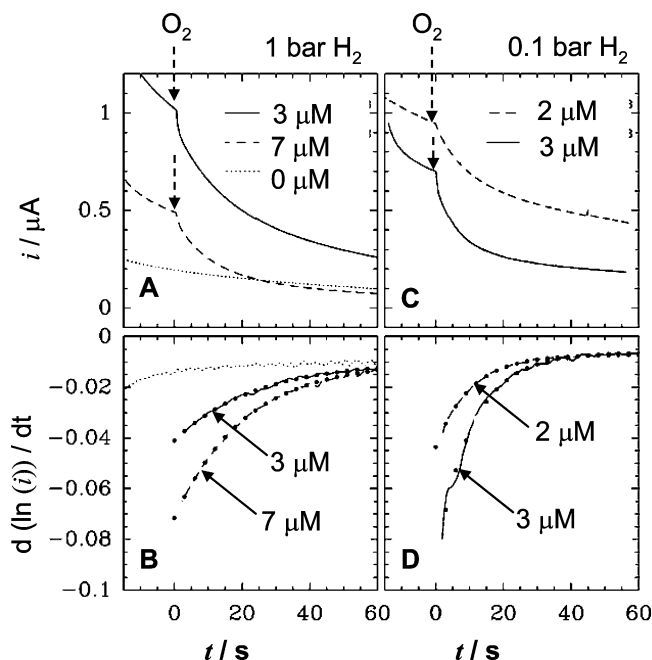 O₂ O₂
1 bar H₂ 0.1 bar H₂
3 μM
7 μM
0 μM
2 μM
3 μM
i / μA
1
0.5
0
A
C
d (ln (i)) / dt
0
−0.02
−0.04
−0.06
−0.08
−0.1
3 μM
7 μM
2 μM
3 μM
B
D
0 20 40 60 0 20 40 60
t / s t / s